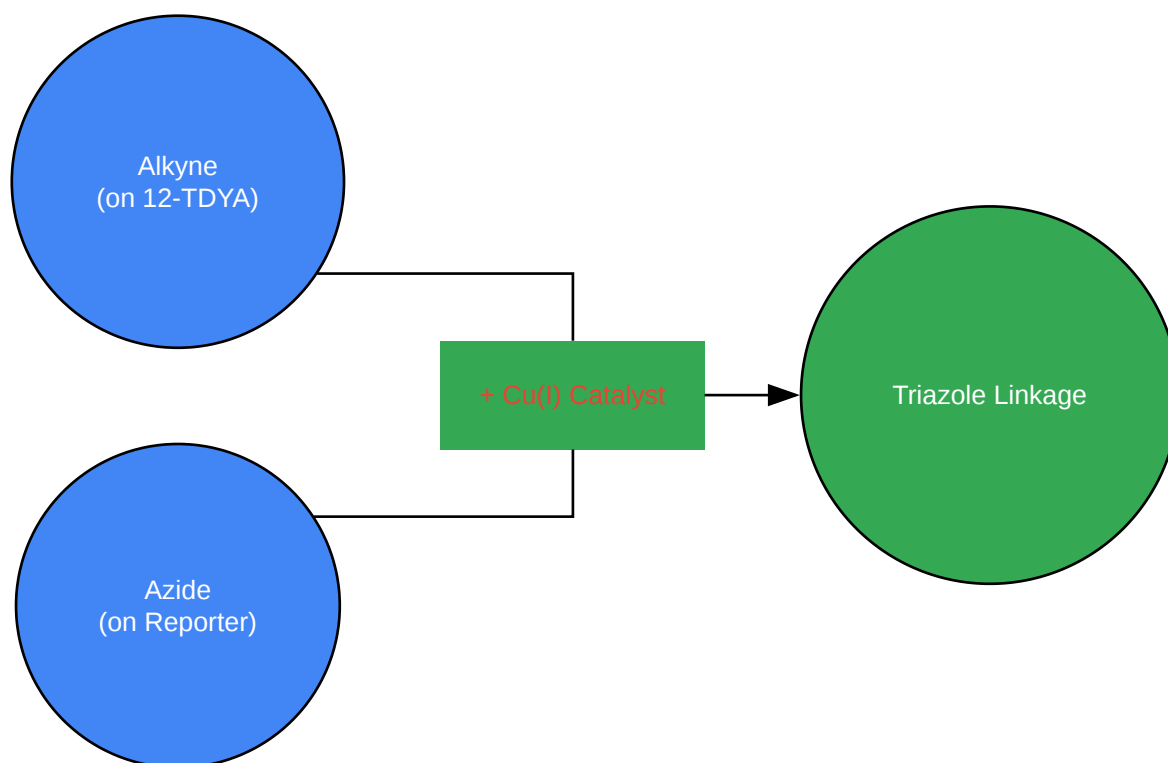 Alkyne
(on 12-TDYA)
+ Cu(I) Catalyst
Triazole Linkage
Azide
(on Reporter)